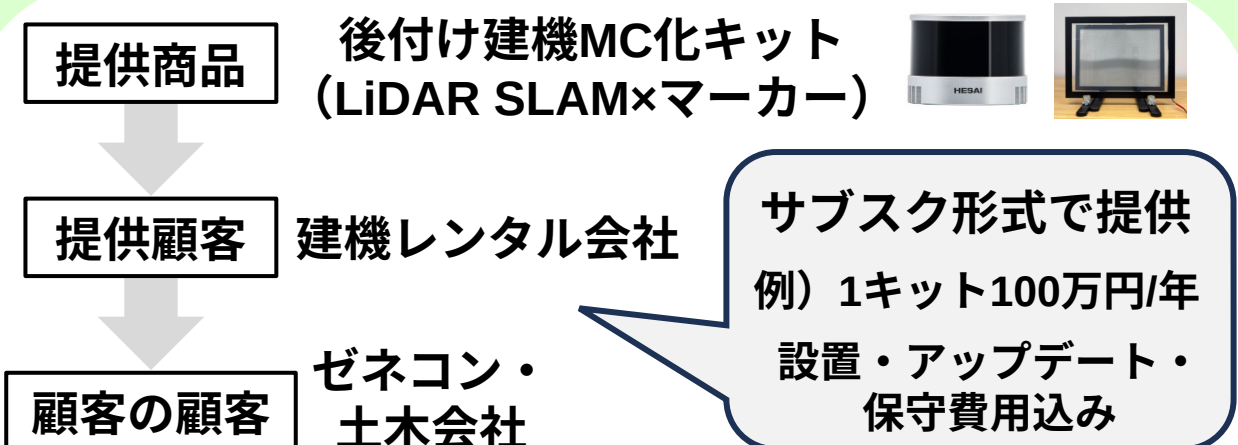 提供商品
後付け建機MC化キット
（LiDAR SLAM×マーカー）
HESAI
提供顧客
建機レンタル会社
サブスク形式で提供
例）1キット100万円/年
設置・アップデート・
保守費用込み
顧客の顧客
ゼネコン・
土木会社